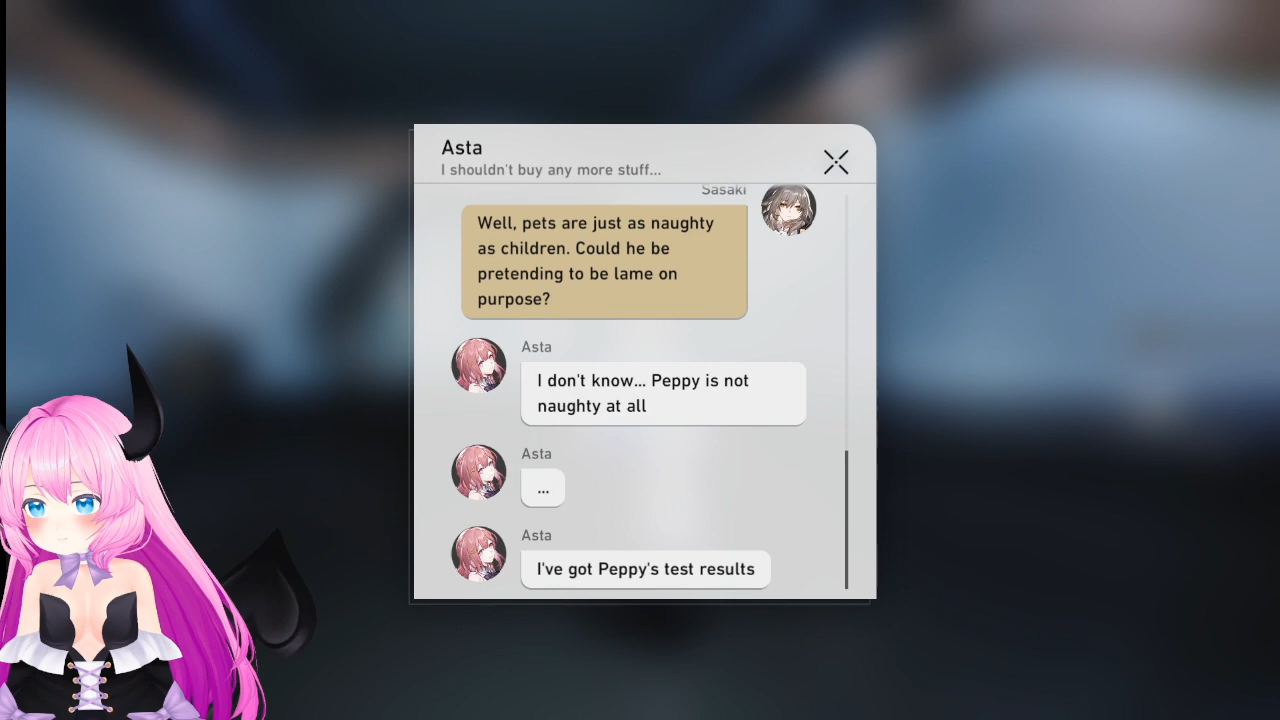 Asta
I shouldn't buy any more stuff...
Sasaki
Well, pets are just as naughty
as children. Could he be
pretending to be lame on
purpose?
Asta
I don't know... Peppy is not
naughty at all
Asta
...
Asta
I've got Peppy's test results